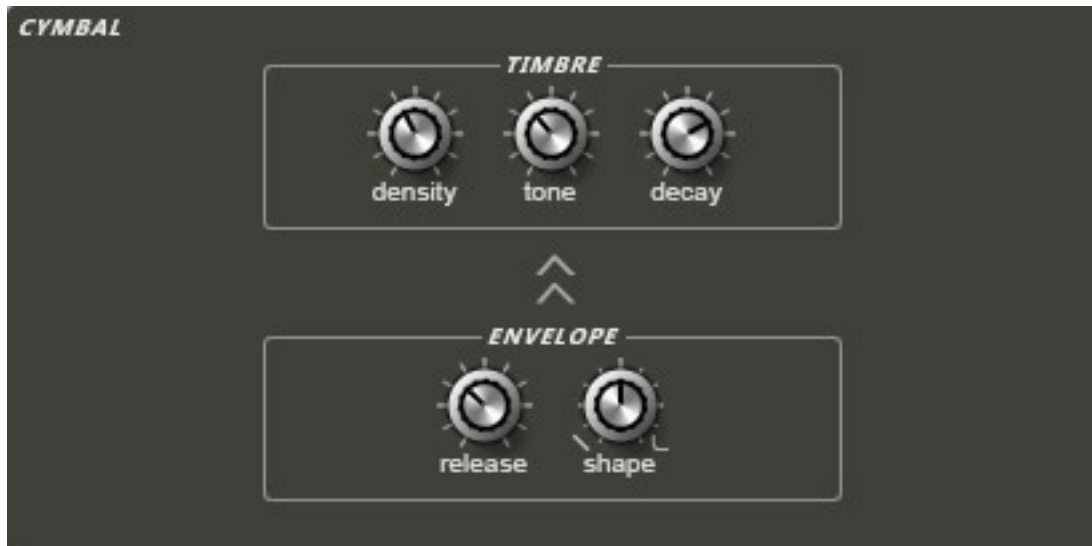 CYMBAL
TIMBRE
density tone decay
ENVELOPE
release shape